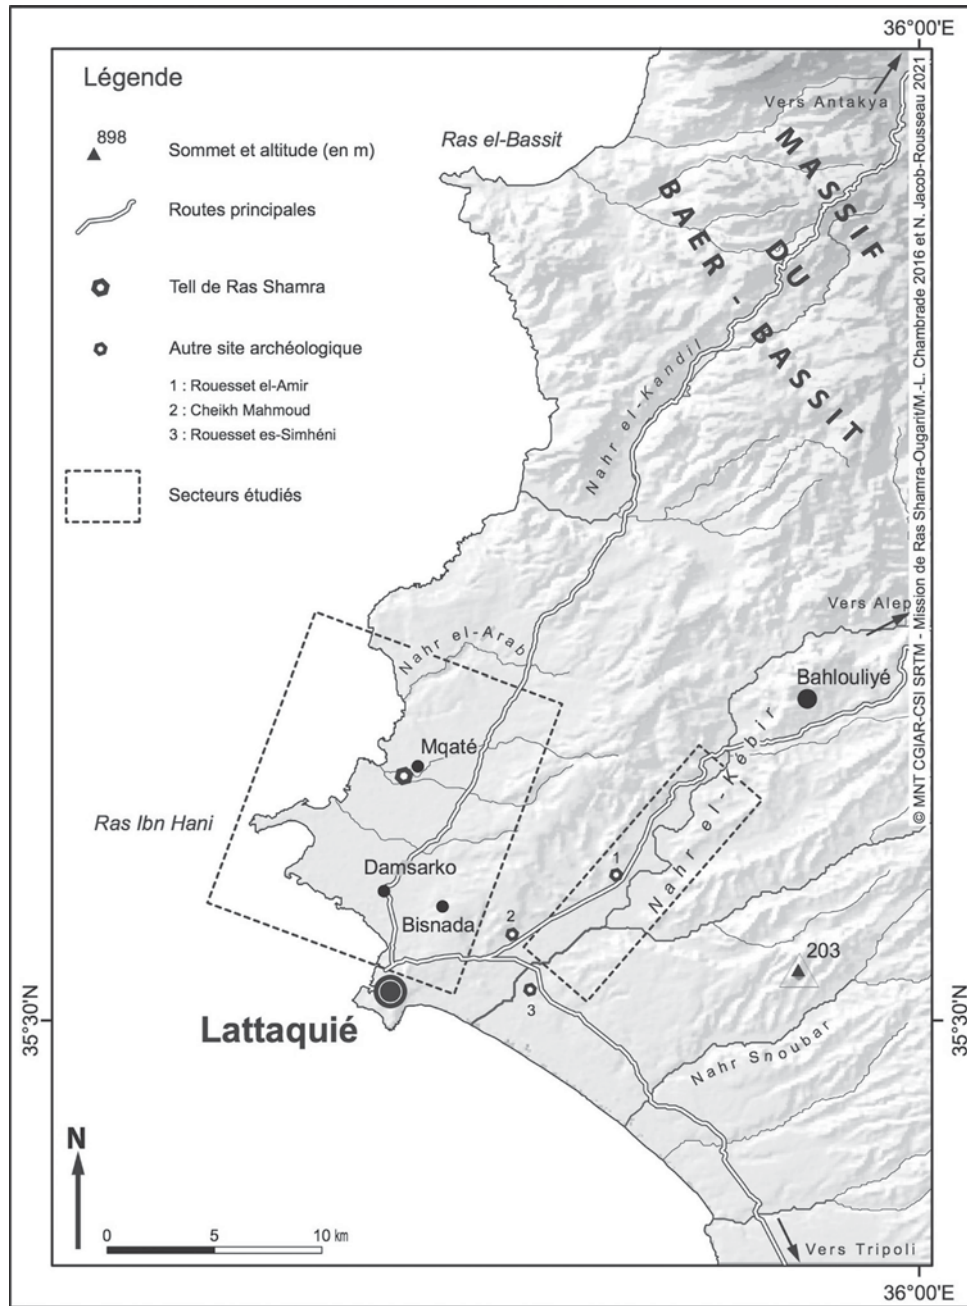 36°00'E
Légende
898
Sommet et altitude (en m)
Routes principales
Tell de Ras Shamra
Autre site archéologique
1 : Rouesset el-Amir
2 : Cheikh Mahmoud
3 : Rouesset es-Simhéni
Secteurs étudiés
Vers Antakya
Ras el-Bassit
MASSIF
DU
BAER - BASSIT
Nahr el-Kandil
© MNT CGIAR-CSI SRTM - Mission de Ras Shamra-Ougarit/M.-L. Chambrade 2016 et N. Jacob-Rousseau 2021
Vers Alep
Nahr el-Arab
Bahlouliyé
Mqaté
Nahr el-Kébir
Ras Ibn Hani
Damsarko
1
Bisnada
2
203
3
35°30'N
35°30'N
Lattaquié
Nahr Snoubar
N
0 5 10 km
Vers Tripoli
36°00'E